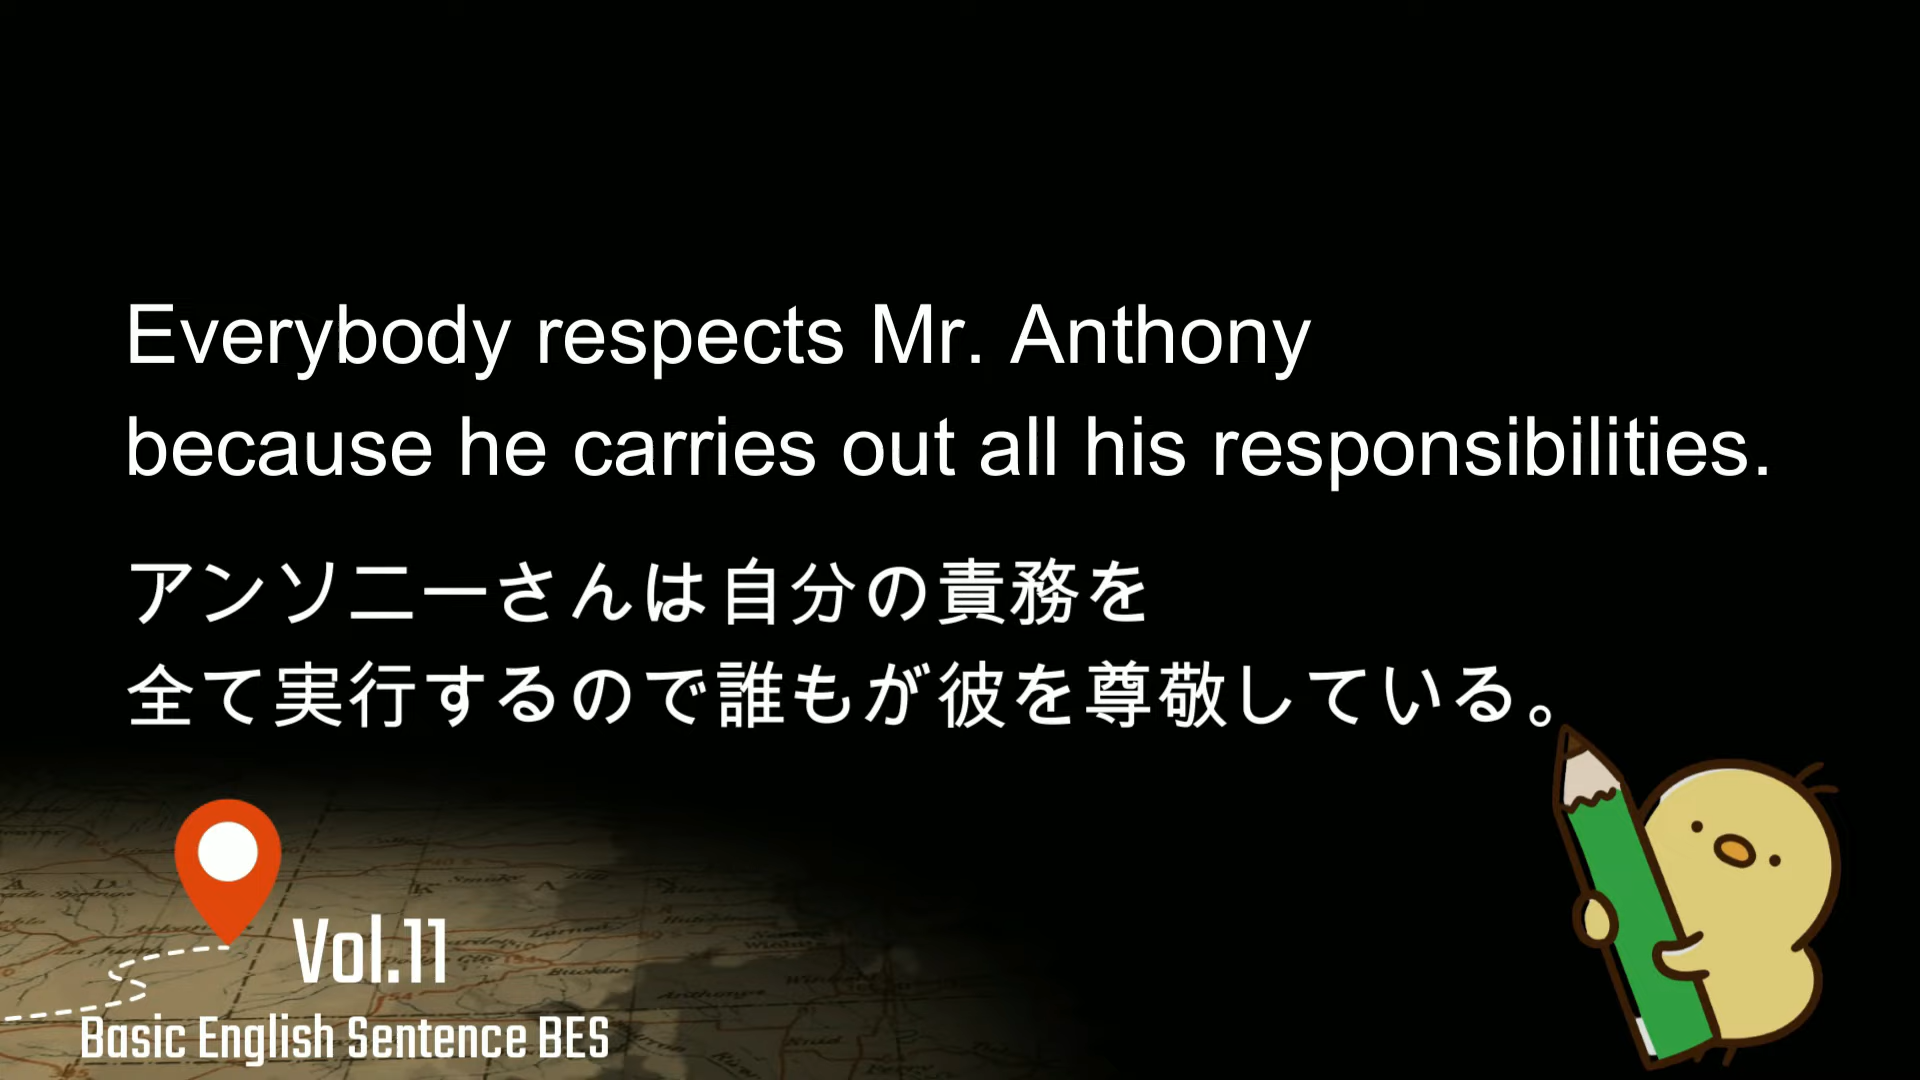 Everybody respects Mr. Anthony
because he carries out all his responsibilities.
アンソニーさんは自分の責務を
全て実行するので誰もが彼を尊敬している。
Vol.11
Basic English Sentence BES